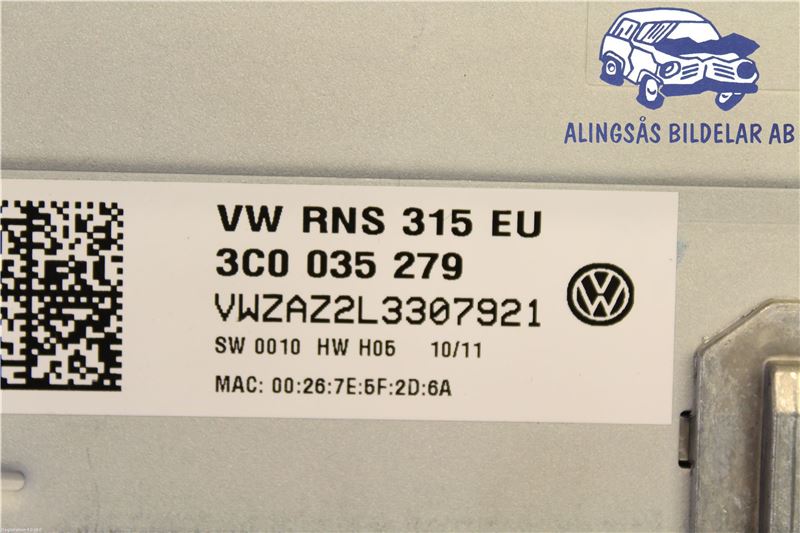 ALINGSÅS BILDELAR AB
VW RNS 315 EU
3C0 035 279
VWZAZ2L3307921
SW 0010 HW H05 10/11
MAC: 00:26:7E:5F:2D:6A